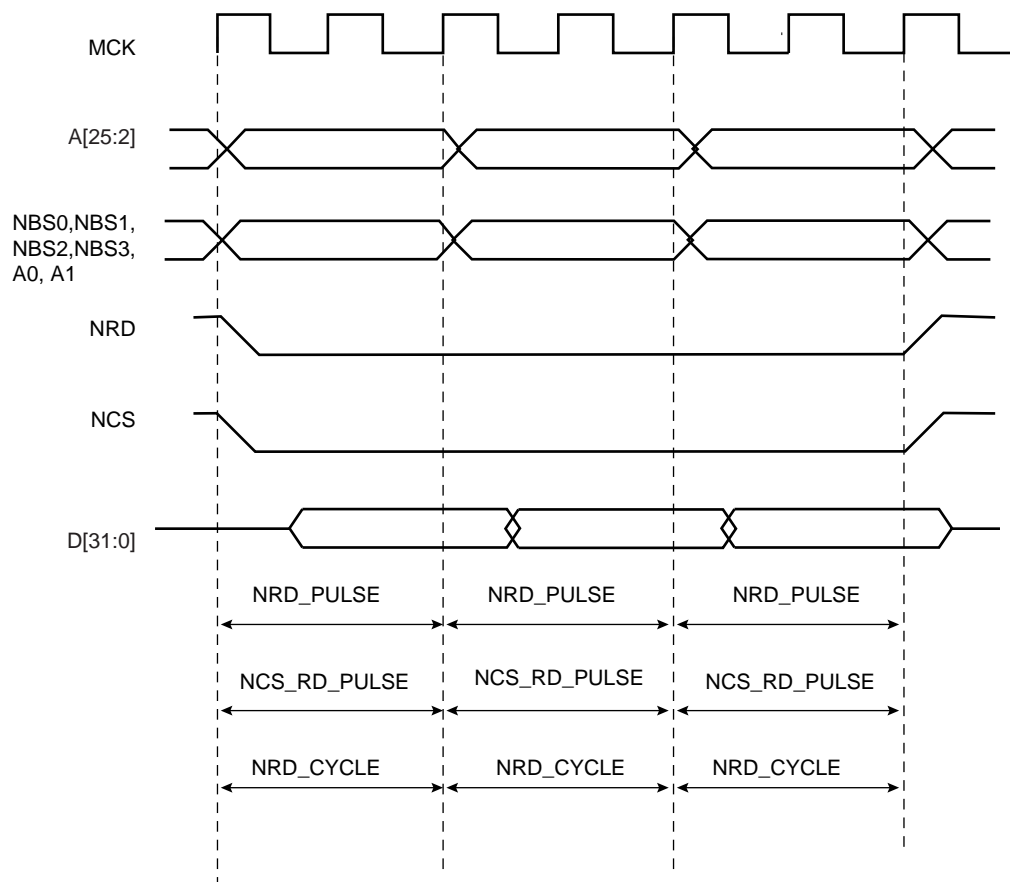 MCK
A[25:2]
NBS0,NBS1,
NBS2,NBS3,
A0, A1
NRD
NCS
D[31:0]
NRD_PULSE NRD_PULSE NRD_PULSE
NCS_RD_PULSE NCS_RD_PULSE NCS_RD_PULSE
NRD_CYCLE NRD_CYCLE NRD_CYCLE